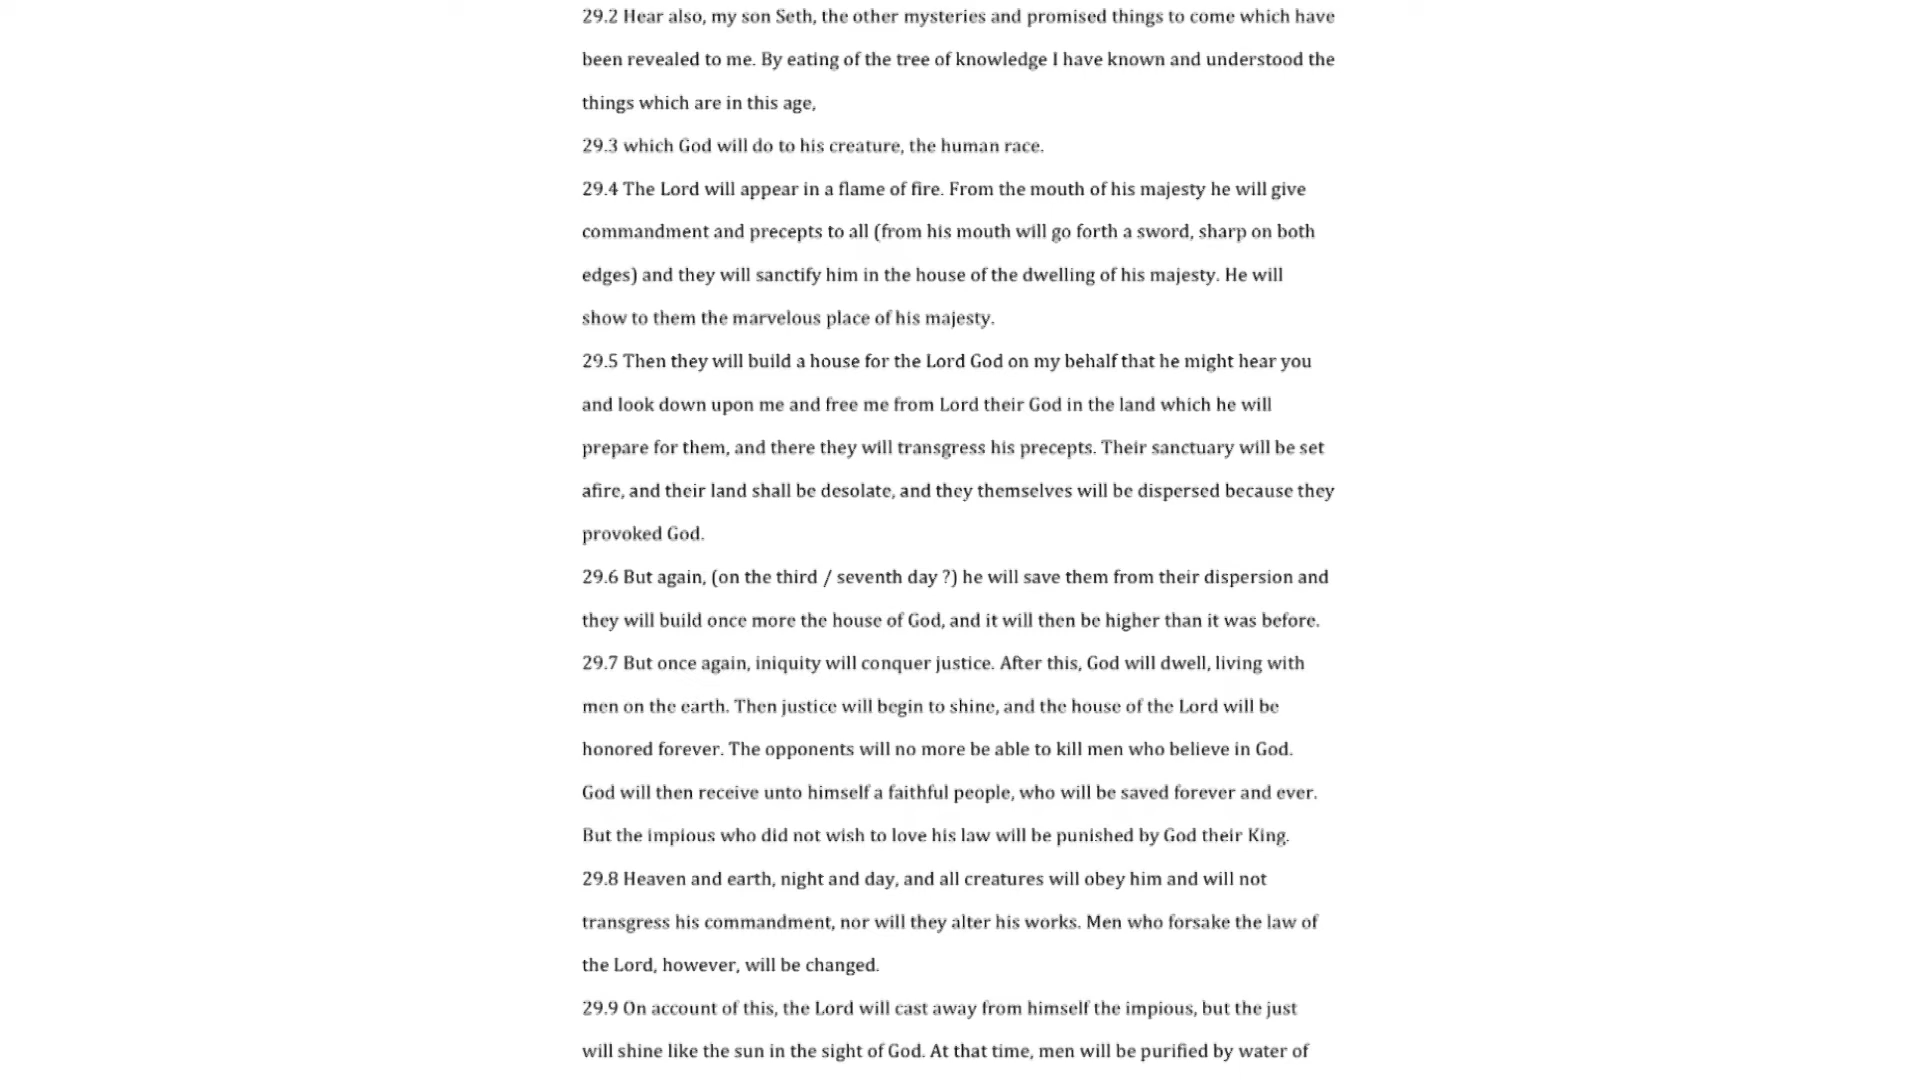 29.2 Hear also, my son Seth, the other mysteries and promised things to come which have
been revealed to me. By eating of the tree of knowledge I have known and understood the
things which are in this age,
29.3 which God will do to his creature, the human race.
29.4 The Lord will appear in a flame of fire. From the mouth of his majesty he will give
commandment and precepts to all (from his mouth will go forth a sword, sharp on both
edges) and they will sanctify him in the house of the dwelling of his majesty. He will
show to them the marvelous place of his majesty.
29.5 Then they will build a house for the Lord God on my behalf that he might hear you
and look down upon me and free me from Lord their God in the land which he will
prepare for them, and there they will transgress his precepts. Their sanctuary will be set
afire, and their land shall be desolate, and they themselves will be dispersed because they
provoked God.
29.6 But again, (on the third / seventh day ?) he will save them from their dispersion and
they will build once more the house of God, and it will then be higher than it was before.
29.7 But once again, iniquity will conquer justice. After this, God will dwell, living with
men on the earth. Then justice will begin to shine, and the house of the Lord will be
honored forever. The opponents will no more be able to kill men who believe in God.
God will then receive unto himself a faithful people, who will be saved forever and ever.
But the impious who did not wish to love his law will be punished by God their King.
29.8 Heaven and earth, night and day, and all creatures will obey him and will not
transgress his commandment, nor will they alter his works. Men who forsake the law of
the Lord, however, will be changed.
29.9 On account of this, the Lord will cast away from himself the impious, but the just
will shine like the sun in the sight of God. At that time, men will be purified by water of